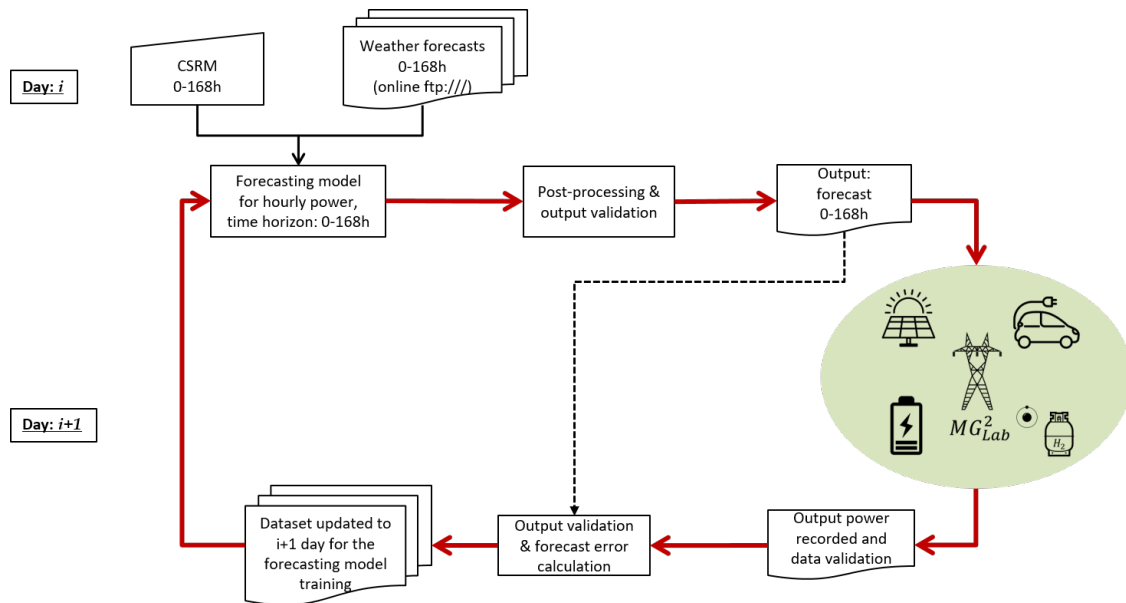 CSRM
0-168h
Weather forecasts
0-168h
(online ftp:///)
Day: i
Forecasting model
for hourly power,
time horizon: 0-168h
Post-processing &
output validation
Output:
forecast
0-168h
MG²Lab
H₂
Day: i+1
Dataset updated to
i+1 day for the
forecasting model
training
Output validation
& forecast error
calculation
Output power
recorded and
data validation